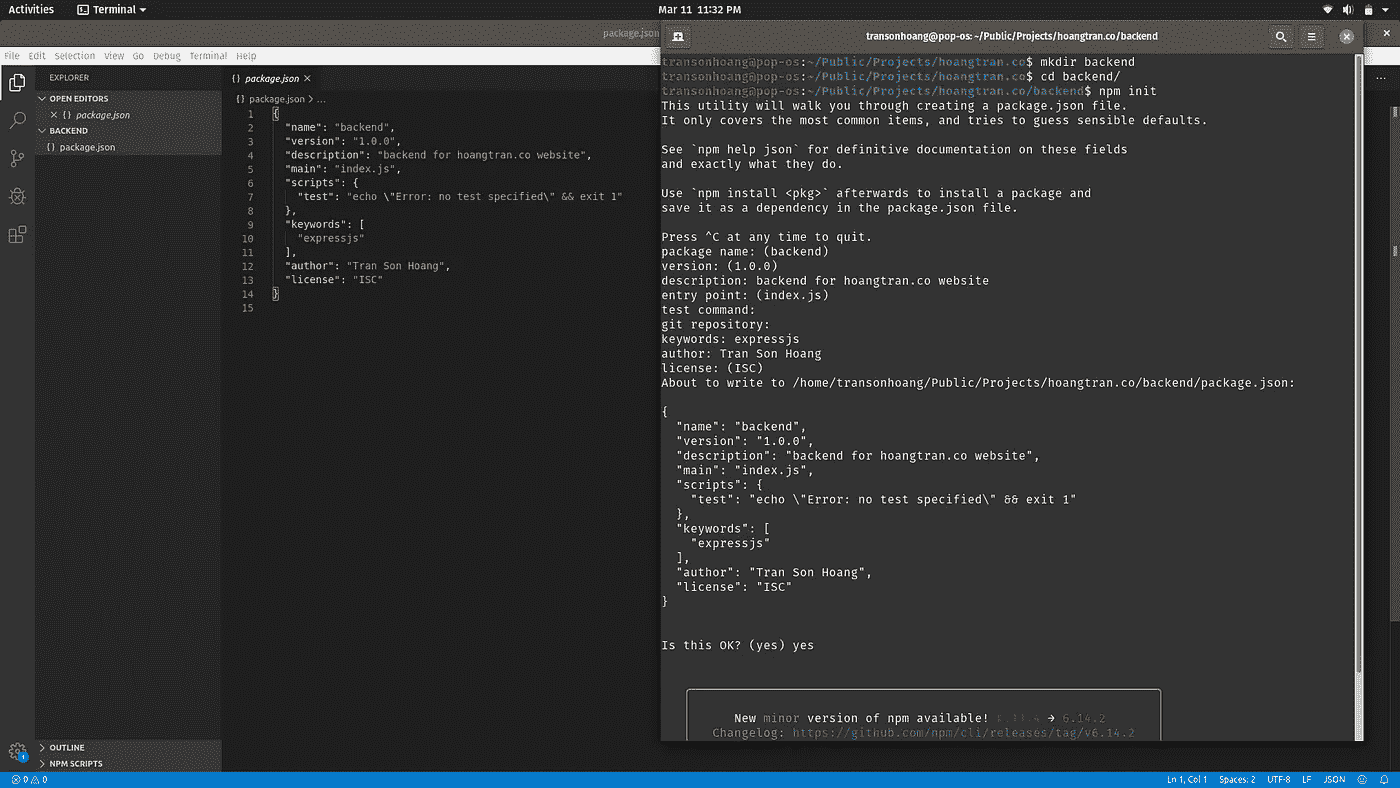 Activities Terminal Mar 11 11:32 PM
package.json
File Edit Selection View Go Debug Terminal Help
EXPLORER
OPEN EDITORS
{} package.json
BACKEND
{} package.json
OUTLINE
NPM SCRIPTS
{} package.json
{} package.json > ...
1 {
2 "name": "backend",
3 "version": "1.0.0",
4 "description": "backend for hoangtran.co website",
5 "main": "index.js",
6 "scripts": {
7 "test": "echo \"Error: no test specified\" && exit 1"
8 },
9 "keywords": [
10 "expressjs"
11 ],
12 "author": "Tran Son Hoang",
13 "license": "ISC"
14 }
15
transonhoang@pop-os: ~/Public/Projects/hoangtran.co/backend
transonhoang@pop-os:~/Public/Projects/hoangtran.co$ mkdir backend
transonhoang@pop-os:~/Public/Projects/hoangtran.co$ cd backend/
transonhoang@pop-os:~/Public/Projects/hoangtran.co/backend$ npm init
This utility will walk you through creating a package.json file.
It only covers the most common items, and tries to guess sensible defaults.
See `npm help json` for definitive documentation on these fields
and exactly what they do.
Use `npm install <pkg>` afterwards to install a package and
save it as a dependency in the package.json file.
Press ^C at any time to quit.
package name: (backend)
version: (1.0.0)
description: backend for hoangtran.co website
entry point: (index.js)
test command:
git repository:
keywords: expressjs
author: Tran Son Hoang
license: (ISC)
About to write to /home/transonhoang/Public/Projects/hoangtran.co/backend/package.json:
{
"name": "backend",
"version": "1.0.0",
"description": "backend for hoangtran.co website",
"main": "index.js",
"scripts": {
"test": "echo \"Error: no test specified\" && exit 1"
},
"keywords": [
"expressjs"
],
"author": "Tran Son Hoang",
"license": "ISC"
}
Is this OK? (yes) yes
New minor version of npm available! → 6.14.2
Changelog: https://github.com/npm/cli/releases/tag/v6.14.2
1
0 0
Ln 1, Col 1 Spaces: 2 UTF-8 LF JSON